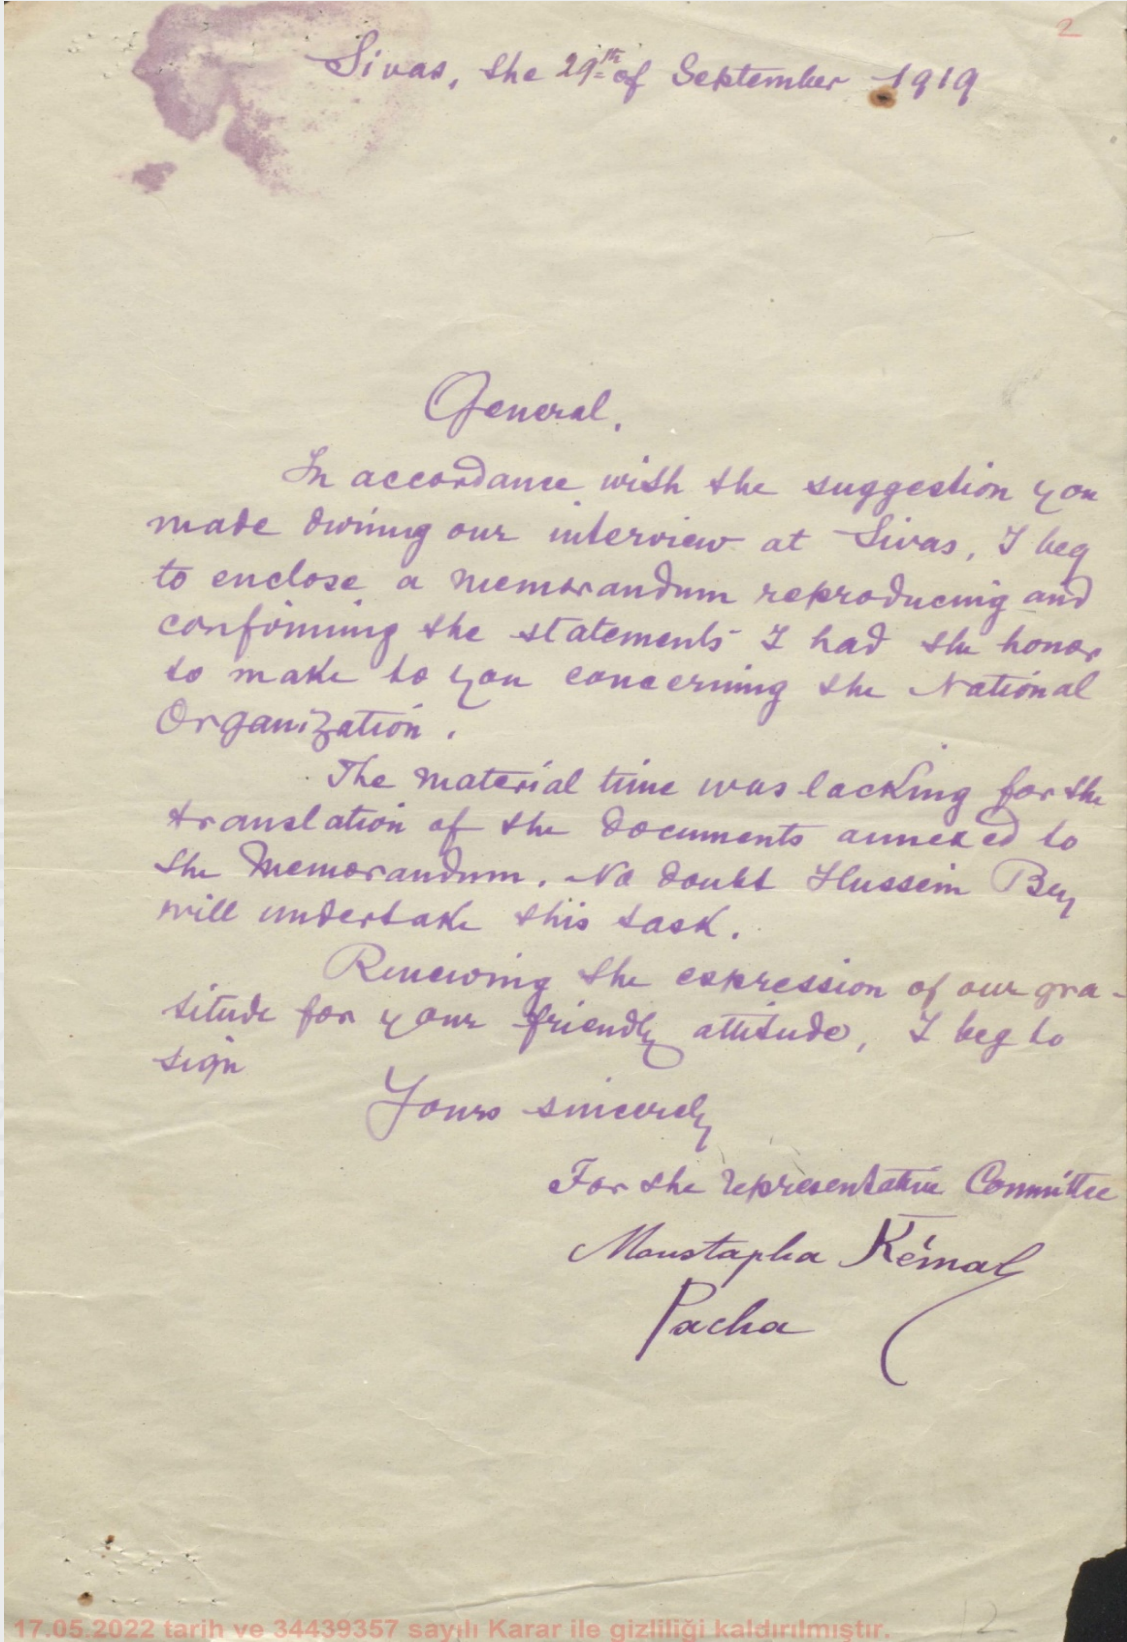 2
Sivas, the 29th of September 1919
General.
In accordance with the suggestion you
made during our interview at Sivas, I beg
to enclose a memorandum reproducing and
confirming the statements I had the honor
to make to you concerning the National
Organization.
The material time was lacking for the
translation of the documents annexed to
the Memorandum. No doubt Hussein Bey
will undertake this task.
Renewing the expression of our gra-
titude for your friendly attitude, I beg to
sign
Yours sincerely
For the representative Committee
Moustapha Kémal
Pacha
12
17.05.2022 tarih ve 34439357 sayılı Karar ile gizliliği kaldırılmıştır.